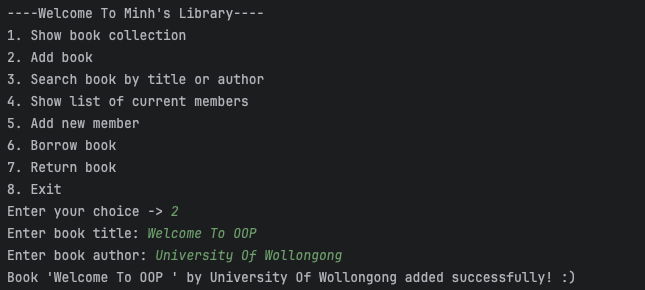 ----Welcome To Minh's Library----
1. Show book collection
2. Add book
3. Search book by title or author
4. Show list of current members
5. Add new member
6. Borrow book
7. Return book
8. Exit
Enter your choice -> 2
Enter book title: Welcome To OOP
Enter book author: University Of Wollongong
Book 'Welcome To OOP ' by University Of Wollongong added successfully! :)